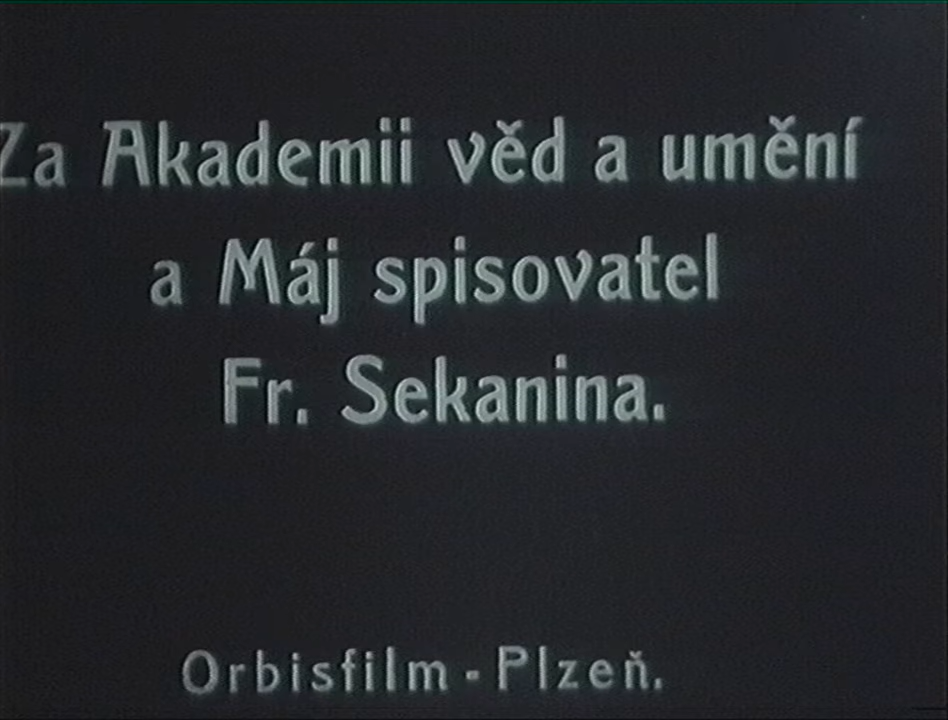 Za Akademii věd a umění
a Máj spisovatel
Fr. Sekanina.
Orbisfilm - Plzeň.